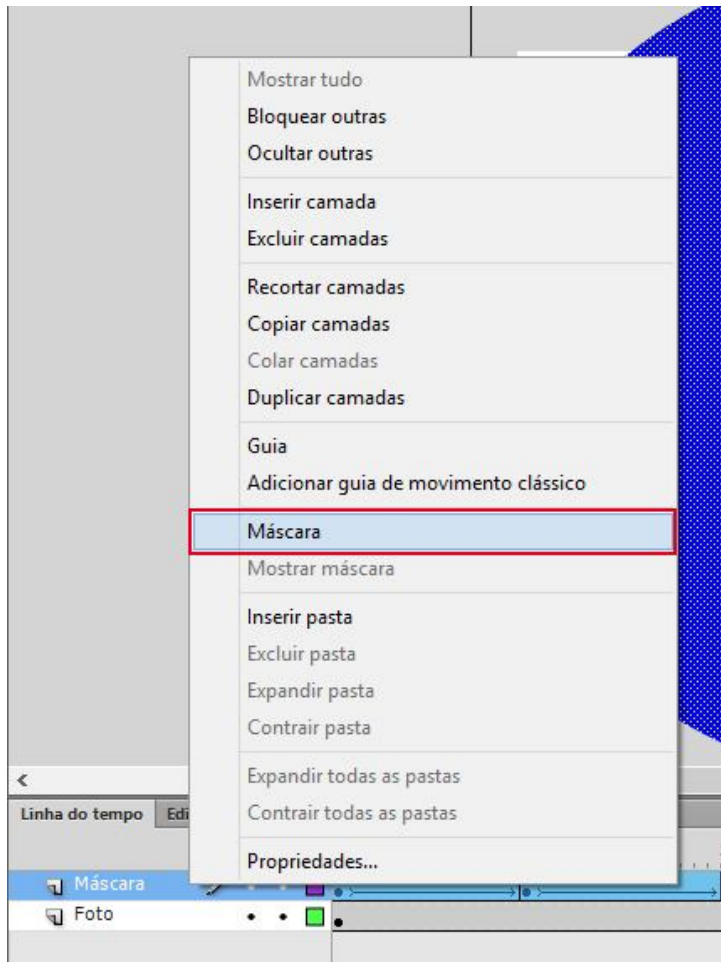 Mostrar tudo
Bloquear outras
Ocultar outras
Inserir camada
Excluir camadas
Recortar camadas
Copiar camadas
Colar camadas
Duplicar camadas
Guia
Adicionar guia de movimento clássico
Máscara
Mostrar máscara
Inserir pasta
Excluir pasta
Expandir pasta
Contrair pasta
Expandir todas as pastas
Contrair todas as pastas
Propriedades...
Linha do tempo Edi
Máscara
Foto